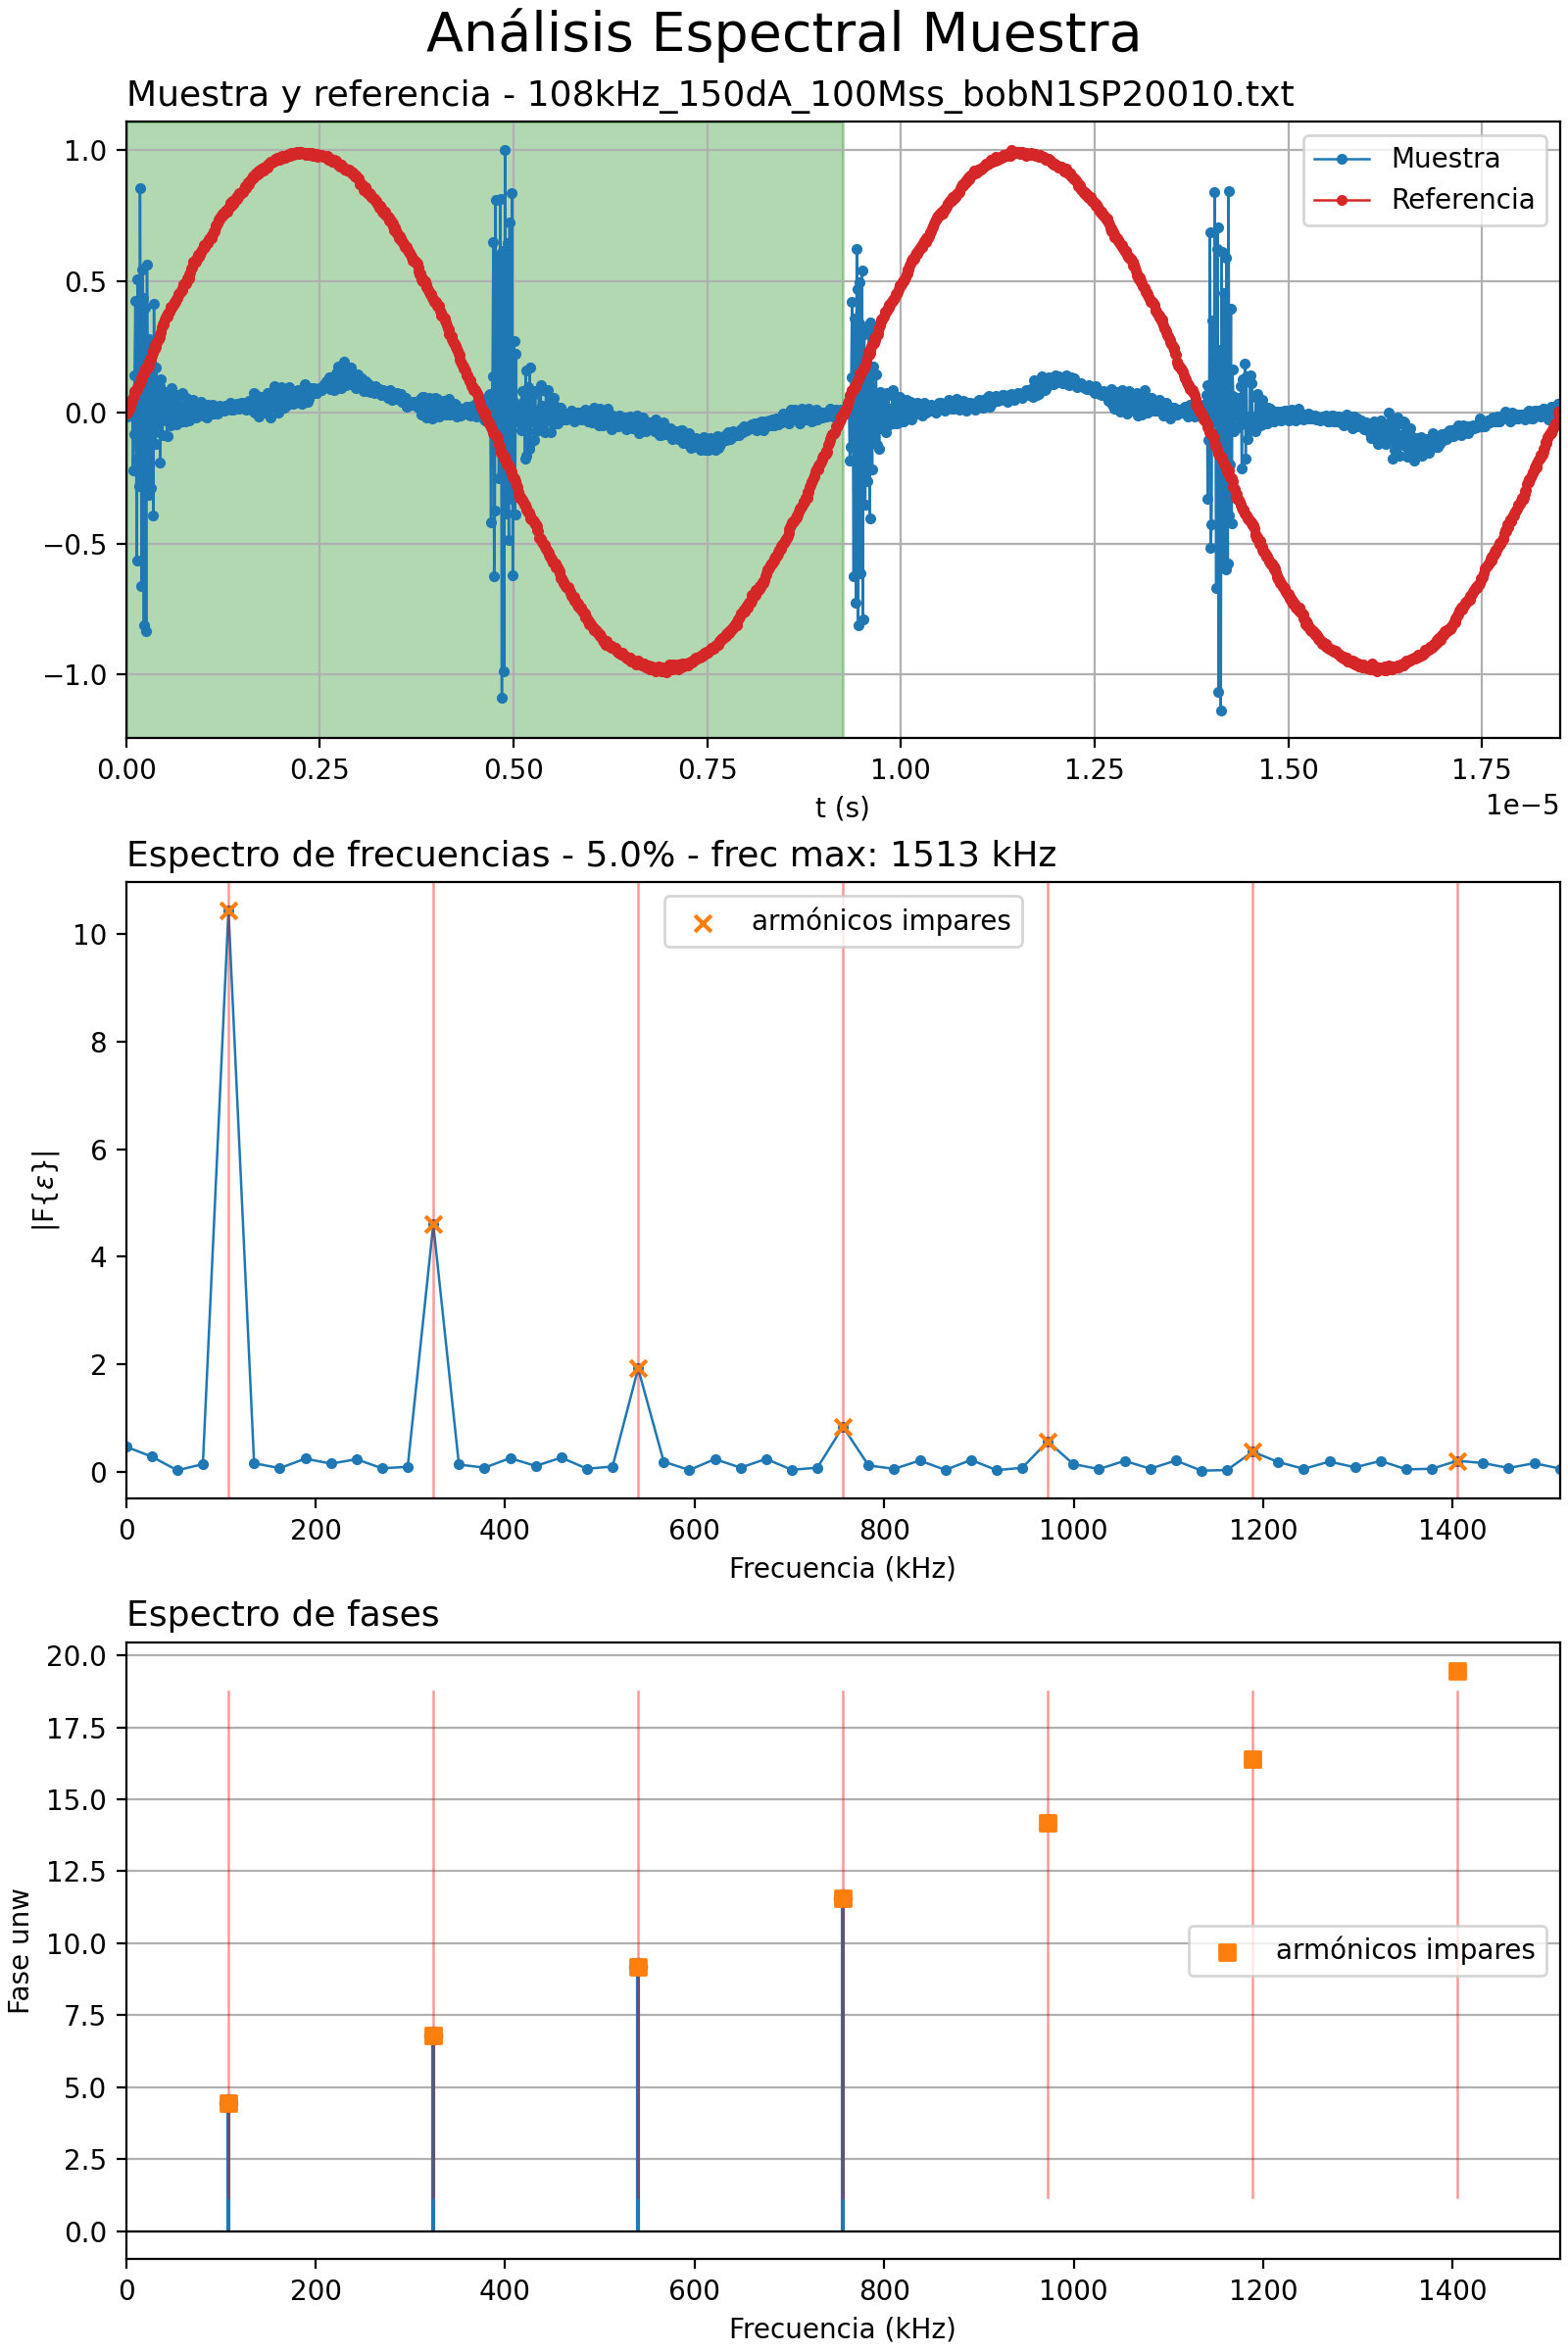 Análisis Espectral Muestra
Muestra y referencia - 108kHz_150dA_100Mss_bobN1SP20010.txt
1.0
0.5
0.0
−0.5
−1.0
Muestra
Referencia
0.00 0.25 0.50 0.75 1.00 1.25 1.50 1.75
t (s)
1e−5
Espectro de frecuencias - 5.0% - frec max: 1513 kHz
armónicos impares
10
8
6
4
2
0
|F{ε}|
0 200 400 600 800 1000 1200 1400
Frecuencia (kHz)
Espectro de fases
20.0
17.5
15.0
12.5
10.0
7.5
5.0
2.5
0.0
Fase unw
armónicos impares
0 200 400 600 800 1000 1200 1400
Frecuencia (kHz)